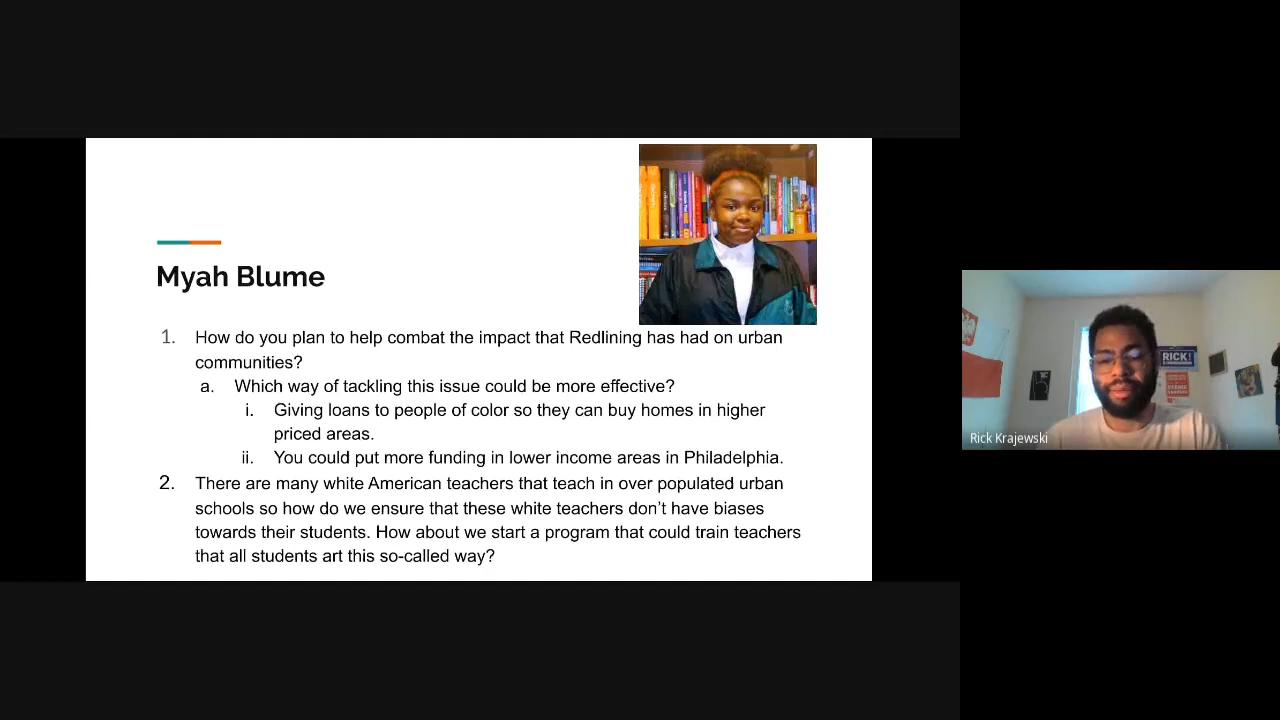 Myah Blume
1. How do you plan to help combat the impact that Redlining has had on urban
communities?
a. Which way of tackling this issue could be more effective?
i. Giving loans to people of color so they can buy homes in higher
priced areas.
ii. You could put more funding in lower income areas in Philadelphia.
2. There are many white American teachers that teach in over populated urban
schools so how do we ensure that these white teachers don’t have biases
towards their students. How about we start a program that could train teachers
that all students art this so-called way?
RICK!
Rick Krajewski